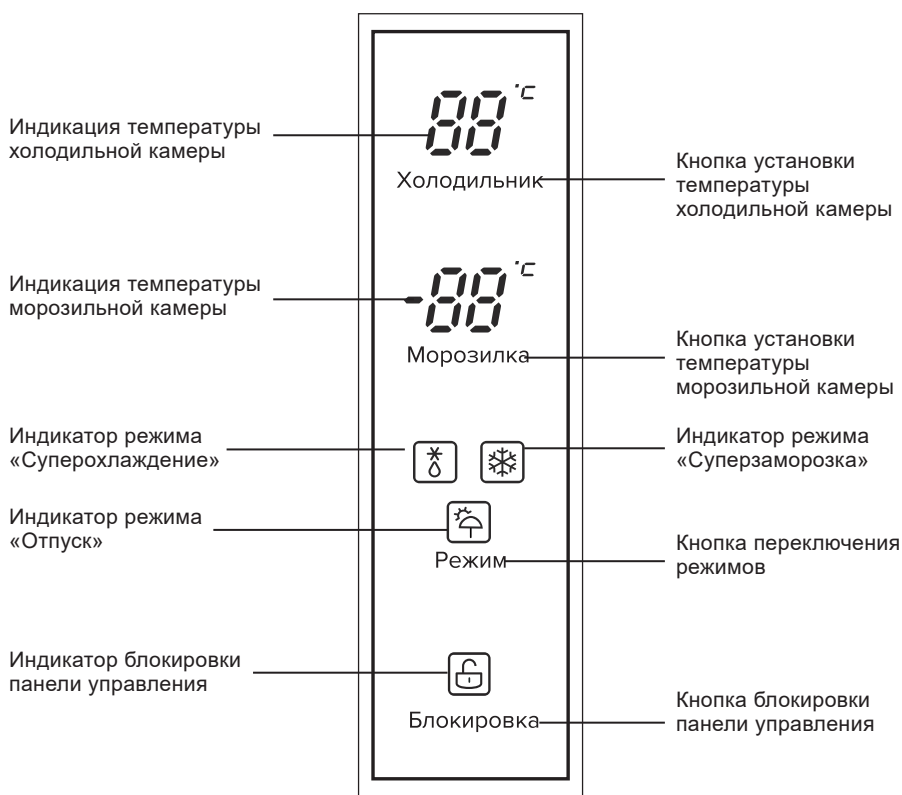 Индикация температуры
холодильной камеры
88 °C
Холодильник
Кнопка установки
температуры
холодильной камеры
Индикация температуры
морозильной камеры
-88 °C
Морозилка
Кнопка установки
температуры
морозильной камеры
Индикатор режима
«Суперохлаждение»
Индикатор режима
«Суперзаморозка»
Индикатор режима
«Отпуск»
Режим
Кнопка переключения
режимов
Индикатор блокировки
панели управления
Блокировка
Кнопка блокировки
панели управления